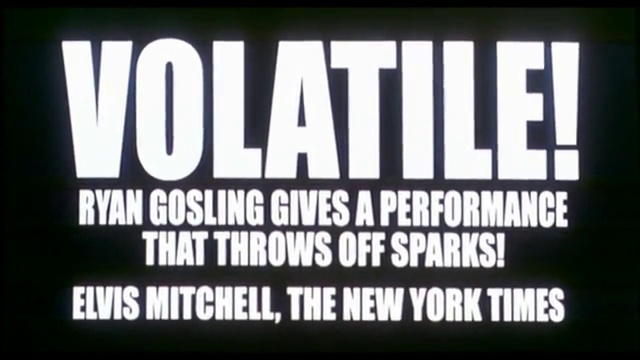 VOLATILE!
RYAN GOSLING GIVES A PERFORMANCE
THAT THROWS OFF SPARKS!
ELVIS MITCHELL, THE NEW YORK TIMES